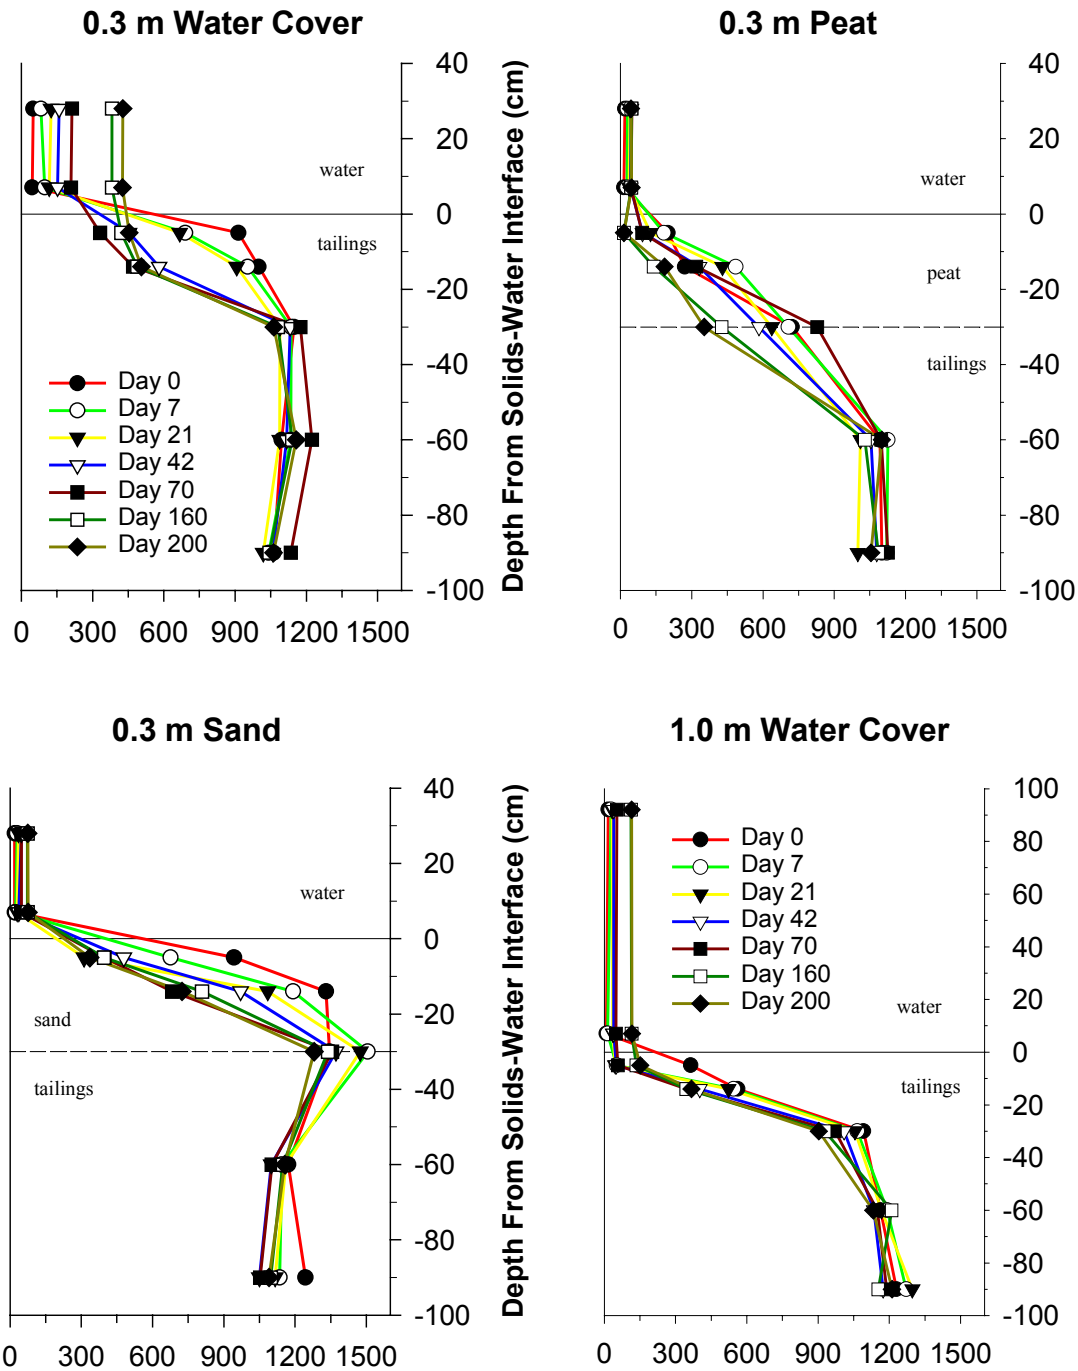 0.3 m Water Cover
40
20
0
-20
-40
-60
-80
-100
water
tailings
Day 0
Day 7
Day 21
Day 42
Day 70
Day 160
Day 200
0 300 600 900 1200 1500
Depth From Solids-Water Interface (cm)
0.3 m Peat
40
20
0
-20
-40
-60
-80
-100
water
peat
tailings
0 300 600 900 1200 1500
0.3 m Sand
40
20
0
-20
-40
-60
-80
-100
water
sand
tailings
0 300 600 900 1200 1500
Depth From Solids-Water Interface (cm)
1.0 m Water Cover
100
80
60
40
20
0
-20
-40
-60
-80
-100
Day 0
Day 7
Day 21
Day 42
Day 70
Day 160
Day 200
water
tailings
0 300 600 900 1200 1500